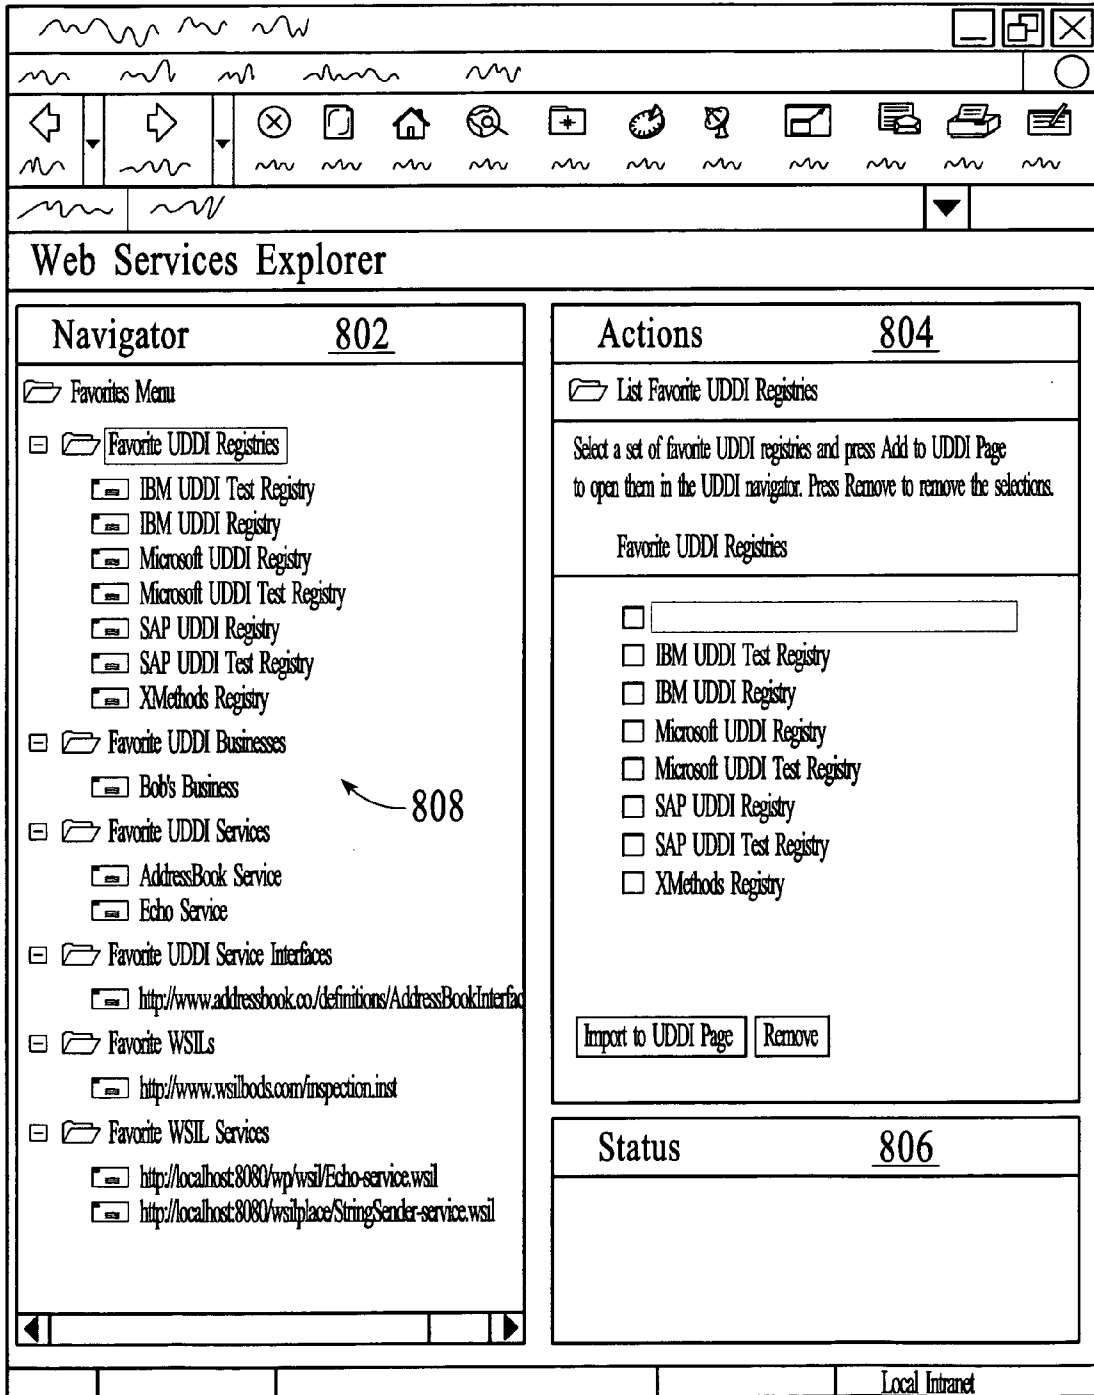 Web Services Explorer
Navigator 802
Favorites Menu
Favorite UDDI Registries
IBM UDDI Test Registry
IBM UDDI Registry
Microsoft UDDI Registry
Microsoft UDDI Test Registry
SAP UDDI Registry
SAP UDDI Test Registry
XMethods Registry
Favorite UDDI Businesses
Bob's Business
808
Favorite UDDI Services
AddressBook Service
Echo Service
Favorite UDDI Service Interfaces
http://www.addressbook.co./definitions/AddressBookInterfac
Favorite WSILs
http://www.wsilbods.com/inspection.inst
Favorite WSIL Services
http://localhost:8080/wp/wsil/Echo-service.wsil
http://localhost:8080/wsilplace/StringSender-service.wsil
Actions 804
List Favorite UDDI Registries
Select a set of favorite UDDI registries and press Add to UDDI Page
to open them in the UDDI navigator. Press Remove to remove the selections.
Favorite UDDI Registries
IBM UDDI Test Registry
IBM UDDI Registry
Microsoft UDDI Registry
Microsoft UDDI Test Registry
SAP UDDI Registry
SAP UDDI Test Registry
XMethods Registry
Import to UDDI Page Remove
Status 806
Local Intranet